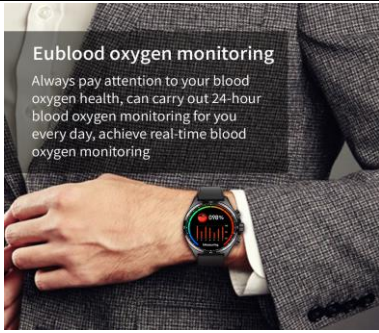 Eublood oxygen monitoring
Always pay attention to your blood
oxygen health, can carry out 24-hour
blood oxygen monitoring for you
every day, achieve real-time blood
oxygen monitoring
098%